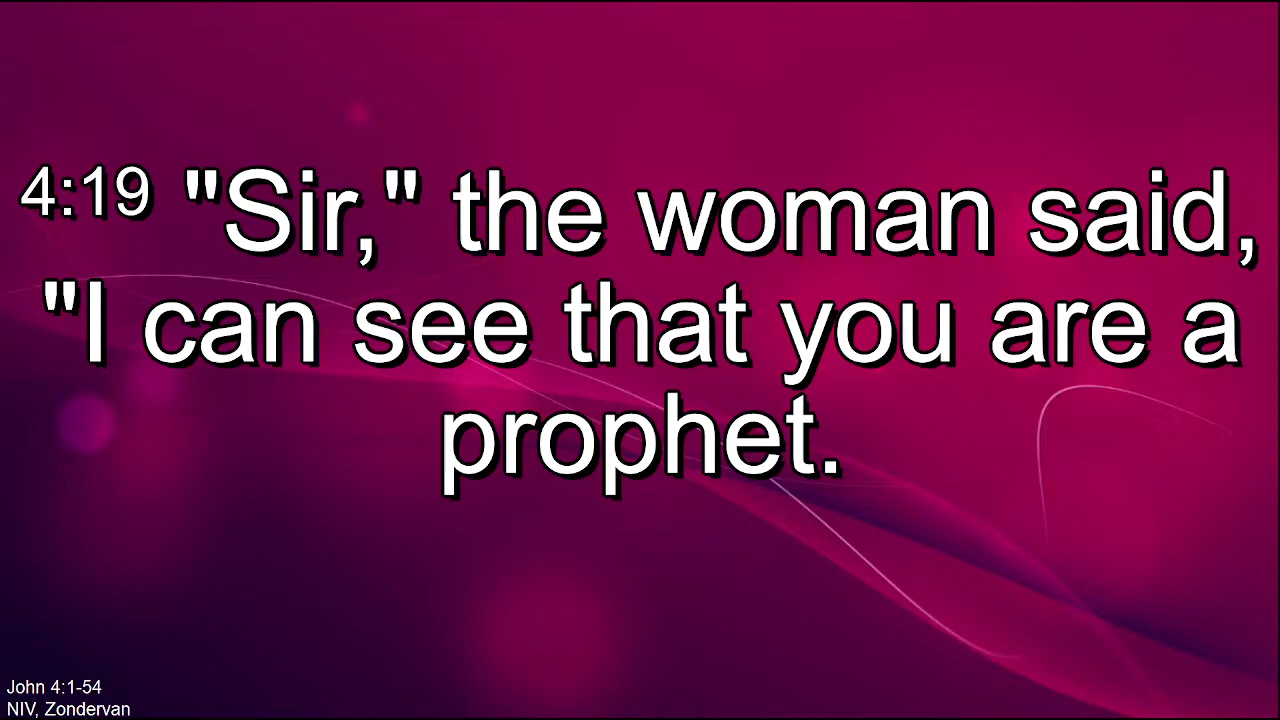 4:19 "Sir," the woman said,
"I can see that you are a
prophet.
John 4:1-54
NIV, Zondervan